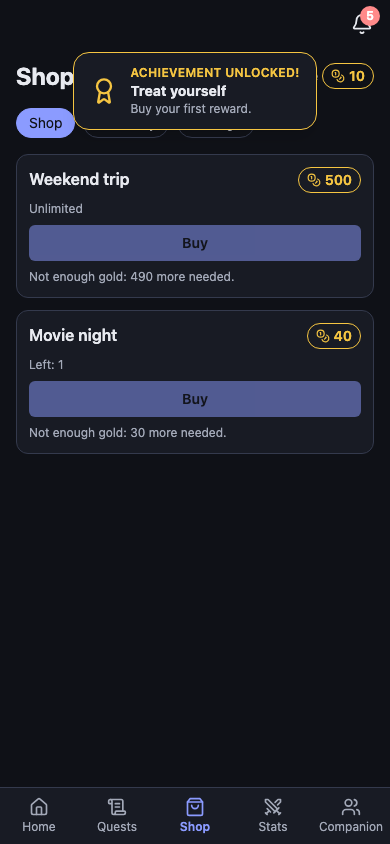 5
Shop
10
ACHIEVEMENT UNLOCKED!
Treat yourself
Buy your first reward.
Shop
Weekend trip
500
Unlimited
Buy
Not enough gold: 490 more needed.
Movie night
40
Left: 1
Buy
Not enough gold: 30 more needed.
Home
Quests
Shop
Stats
Companion